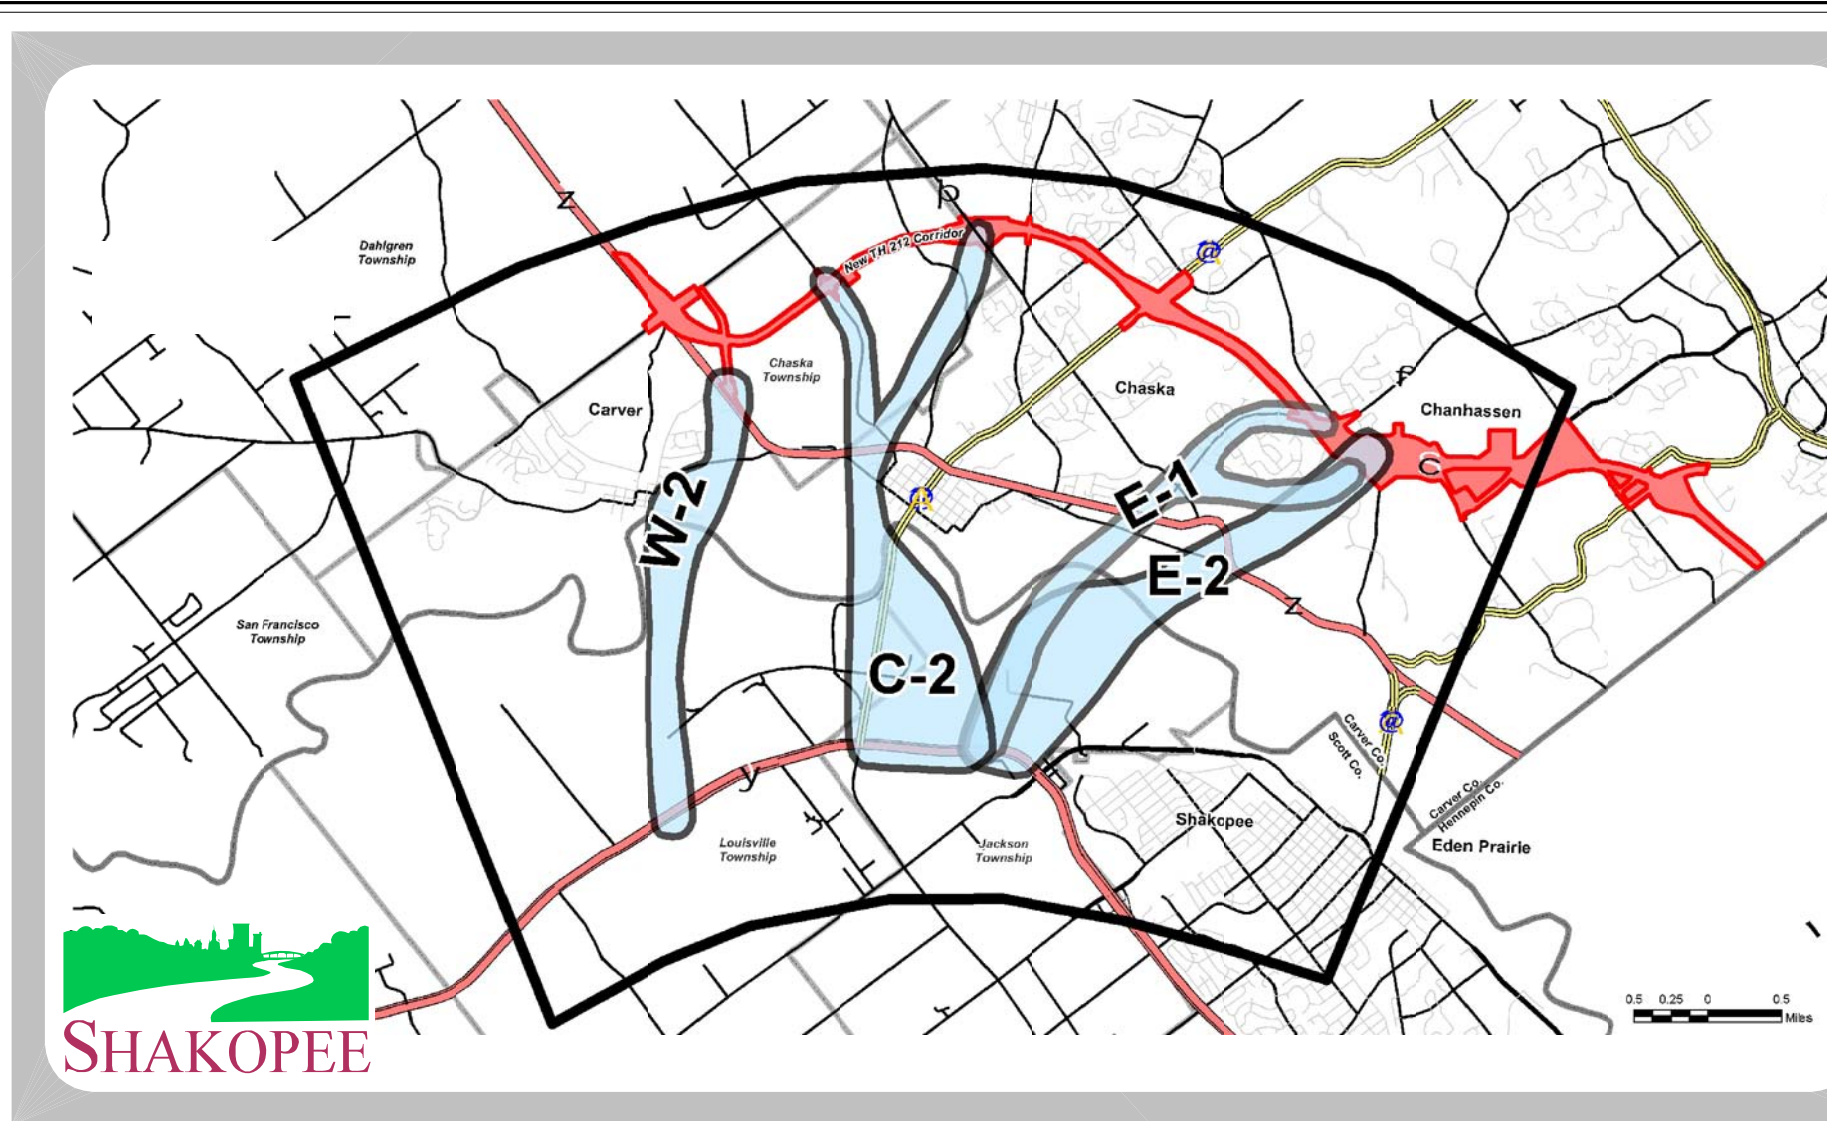 p
z
Dahlgren
Township
New TH 212 Corridor
@
Chaska
Township
Carver
Chaska
f
Chanhassen
C
W-2
E-1
E-2
z
San Francisco
Township
C-2
@
Carver Co.
Scott Co.
y
Carver Co.
Hennepin Co.
Shakopee
Eden Prairie
Louisville
Township
Jackson
Township
0.5 0.25 0 0.5
Miles
SHAKOPEE